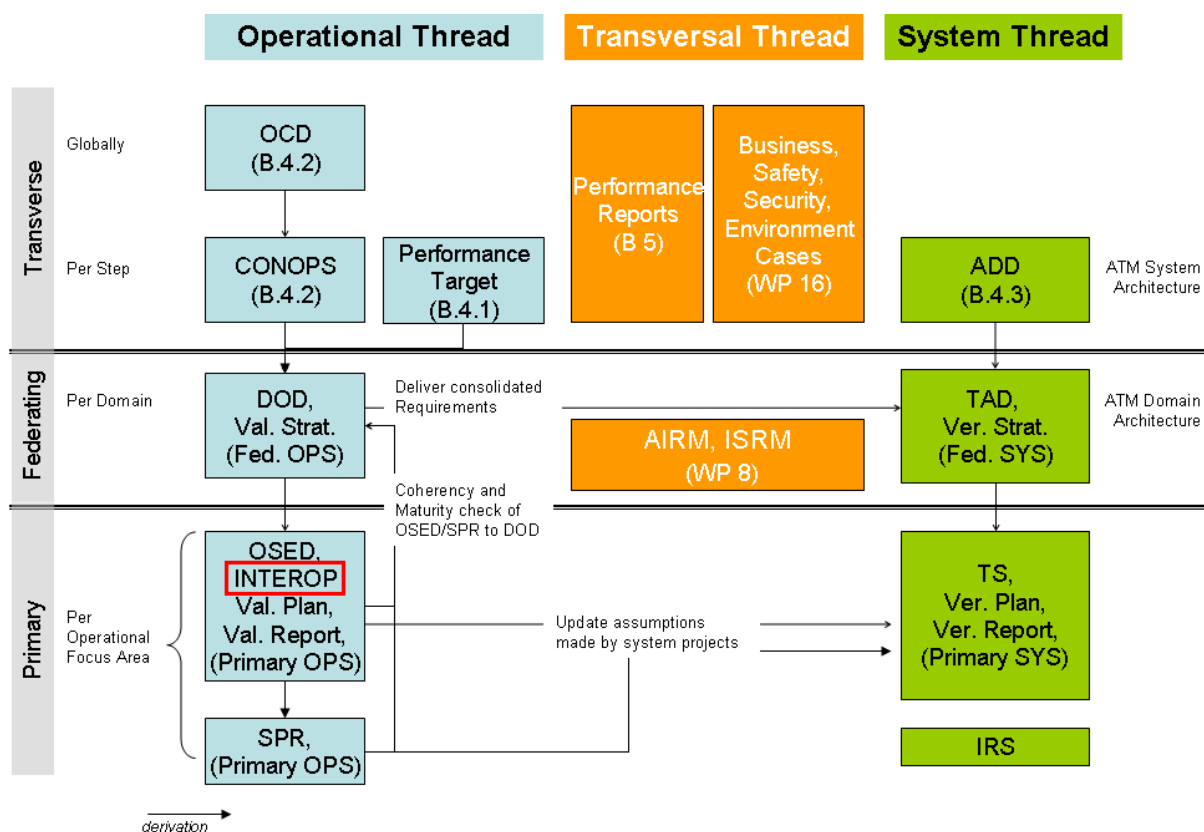 Operational Thread
Transversal Thread
System Thread
Transverse
Globally
OCD
(B.4.2)
Per Step
CONOPS
(B.4.2)
Performance
Target
(B.4.1)
Performance
Reports
(B 5)
Business,
Safety,
Security,
Environment
Cases
(WP 16)
ADD
(B.4.3)
ATM System
Architecture
Federating
Per Domain
DOD,
Val. Strat.
(Fed. OPS)
Deliver consolidated
Requirements
AIRM, ISRM
(WP 8)
TAD,
Ver. Strat.
(Fed. SYS)
ATM Domain
Architecture
Coherency and
Maturity check of
OSED/SPR to DOD
Primary
Per
Operational
Focus Area
OSED,
INTEROP
Val. Plan,
Val. Report,
(Primary OPS)
Update assumptions
made by system projects
TS,
Ver. Plan,
Ver. Report,
(Primary SYS)
SPR,
(Primary OPS)
IRS
derivation